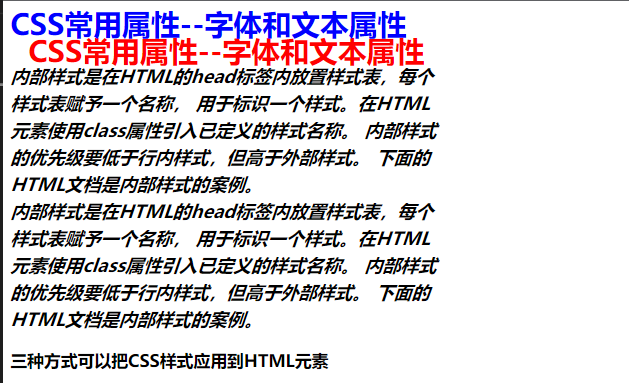 CSS常用属性--字体和文本属性
CSS常用属性--字体和文本属性
内部样式是在HTML的head标签内放置样式表，每个
样式表赋予一个名称， 用于标识一个样式。在HTML
元素使用class属性引入已定义的样式名称。 内部样式
的优先级要低于行内样式，但高于外部样式。 下面的
HTML文档是内部样式的案例。
内部样式是在HTML的head标签内放置样式表，每个
样式表赋予一个名称， 用于标识一个样式。在HTML
元素使用class属性引入已定义的样式名称。 内部样式
的优先级要低于行内样式，但高于外部样式。 下面的
HTML文档是内部样式的案例。
三种方式可以把CSS样式应用到HTML元素